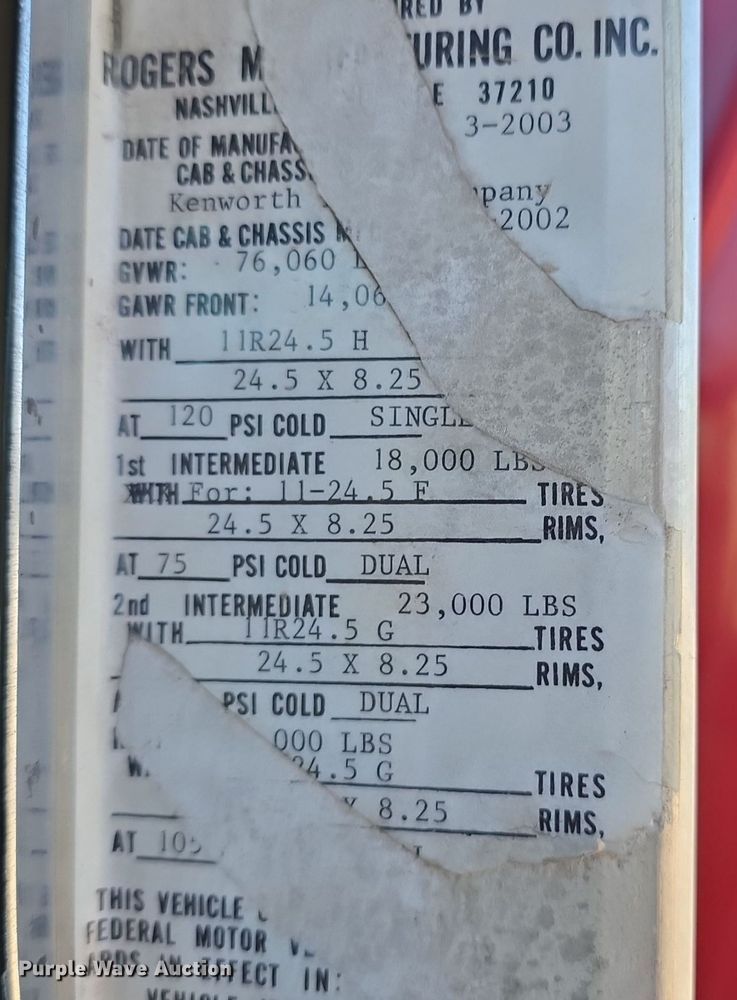 RED BY
ROGERS M URING CO. INC.
NASHVILL E 37210
3-2003
DATE OF MANUFA
CAB & CHASS
Kenworth pany
-2002
DATE CAB & CHASSIS M
GVWR: 76,060 L
GAWR FRONT: 14,06
WITH 11R24.5 H
24.5 X 8.25
AT 120 PSI COLD SINGLE
1st INTERMEDIATE 18,000 LBS
WITH For: 11-24.5 F TIRES
24.5 X 8.25 RIMS,
AT 75 PSI COLD DUAL
2nd INTERMEDIATE 23,000 LBS
WITH 11R24.5 G TIRES
24.5 X 8.25 RIMS,
PSI COLD DUAL
000 LBS
W 24.5 G TIRES
X 8.25 RIMS,
AT 105
THIS VEHICLE
FEDERAL MOTOR V
ARDS IN EFFECT IN:
VEHICLE
Purple Wave Auction